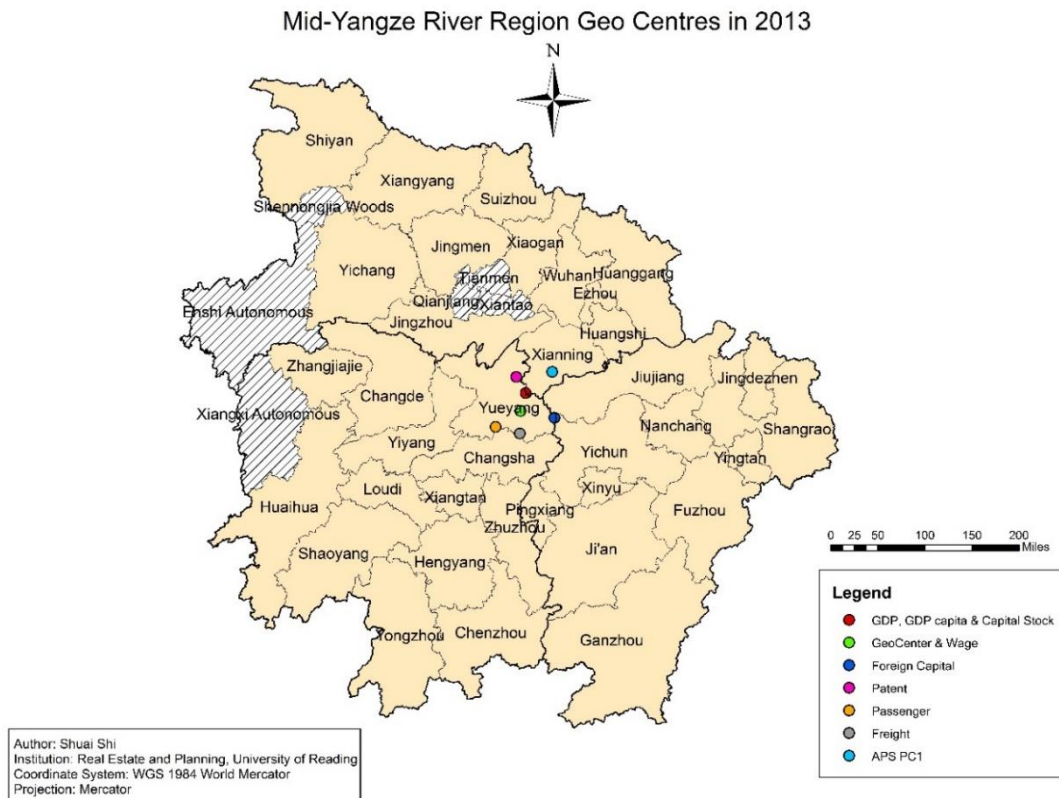 Mid-Yangze River Region Geo Centres in 2013
N
Shiyan
Xiangyang
Suizhou
Shennongjia Woods
Jingmen
Xiaogan
Yichang
Tianmen
Wuhan
Huanggang
Ezhou
Qianjiang
Xiantao
Enshi Autonomous
Jingzhou
Huangshi
Xianning
Zhangjiajie
Jiujiang
Jingdezhen
Changde
Yueyang
Xiangxi Autonomous
Nanchang
Shangrao
Yiyang
Changsha
Yichun
Yingtan
Loudi
Xiangtan
Xinyu
Huaihua
Pingxiang
Fuzhou
Zhuzhou
Shaoyang
Hengyang
Ji'an
Yongzhou
Chenzhou
Ganzhou
0 25 50 100 150 200
Miles
Legend
GDP, GDP capita & Capital Stock
GeoCenter & Wage
Foreign Capital
Patent
Passenger
Freight
APS PC1
Author: Shuai Shi
Institution: Real Estate and Planning, University of Reading
Coordinate System: WGS 1984 World Mercator
Projection: Mercator